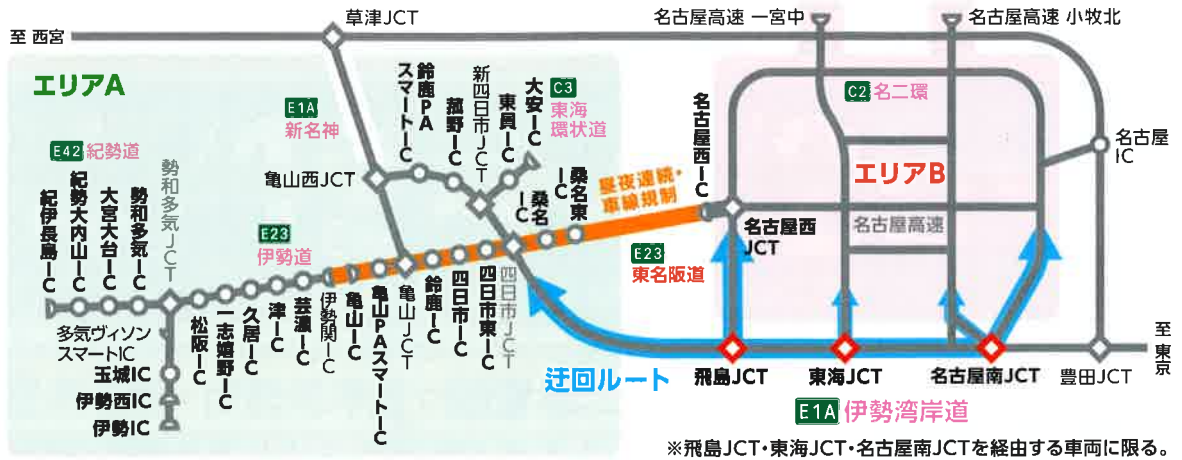 至 西宮
草津JCT
名古屋高速 一宮中
名古屋高速 小牧北
エリアA
E1A
新名神
鈴鹿PA
スマートIC
菰野IC
新四日市JCT
東員IC
大安IC
C3
東海
環状道
C2 名二環
名古屋
IC
E42 紀勢道
亀山西JCT
桑名
IC
桑名東
IC
昼夜連続・
車線規制
名古屋西IC
エリアB
名古屋西
JCT
名古屋高速
紀伊長島IC
紀勢大内山IC
大宮大台IC
勢和多気IC
勢和多気JCT
E23
伊勢道
E23
東名阪道
多気ヴィソン
スマートIC
玉城IC
伊勢西IC
伊勢IC
松阪IC
一志嬉野IC
久居IC
津IC
芸濃IC
伊勢関IC
亀山IC
亀山PAスマートIC
亀山JCT
鈴鹿IC
四日市IC
四日市東IC
四日市JCT
迂回ルート
飛島JCT
東海JCT
名古屋南JCT
豊田JCT
至 東京
E1A 伊勢湾岸道
※飛島JCT・東海JCT・名古屋南JCTを経由する車両に限る。